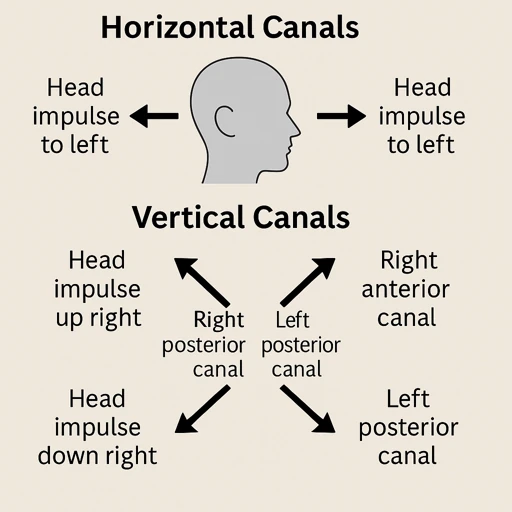 Horizontal Canals
Head
impulse
to left
Head
impulse
to left
Vertical Canals
Head
impulse
up right
Right
posterior
canal
Left
posterior
canal
Right
anterior
canal
Head
impulse
down right
Left
posterior
canal